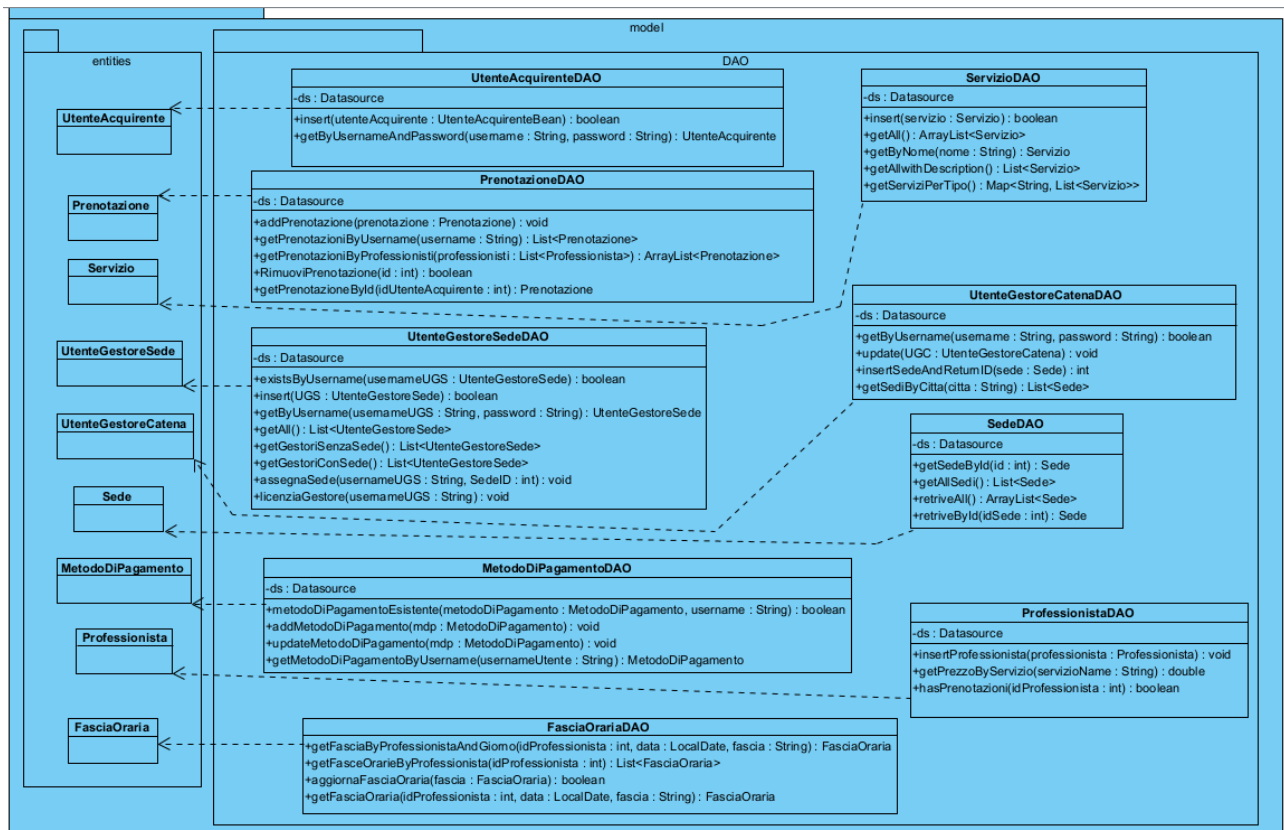 model
entities
DAO
UtenteAcquirenteDAO
-ds : Datasource
+insert(utenteAcquirente : UtenteAcquirenteBean) : boolean
+getByUsernameAndPassword(username : String, password : String) : UtenteAcquirente
ServizioDAO
-ds : Datasource
+insert(servizio : Servizio) : boolean
+getAll() : ArrayList<Servizio>
+getByNome(nome : String) : Servizio
+getAllwithDescription() : List<Servizio>
+getServiziPerTipo() : Map<String, List<Servizio>>
UtenteAcquirente
PrenotazioneDAO
-ds : Datasource
+addPrenotazione(prenotazione : Prenotazione) : void
+getPrenotazioniByUsername(username : String) : List<Prenotazione>
+getPrenotazioniByProfessionisti(professionisti : List<Professionista>) : ArrayList<Prenotazione>
+RimuoviPrenotazione(id : int) : boolean
+getPrenotazioneById(idUtenteAcquirente : int) : Prenotazione
Prenotazione
Servizio
UtenteGestoreCatenaDAO
-ds : Datasource
+getByUsername(username : String, password : String) : boolean
+update(UGC : UtenteGestoreCatena) : void
+insertSedeAndReturnID(sede : Sede) : int
+getSediByCitta(citta : String) : List<Sede>
UtenteGestoreSedeDAO
-ds : Datasource
+existsByUsername(usernameUGS : UtenteGestoreSede) : boolean
+insert(UGS : UtenteGestoreSede) : boolean
+getByUsername(usernameUGS : String, password : String) : UtenteGestoreSede
+getAll() : List<UtenteGestoreSede>
+getGestoriSenzaSede() : List<UtenteGestoreSede>
+getGestoriConSede() : List<UtenteGestoreSede>
+assegnaSede(usernameUGS : String, SedeID : int) : void
+licenziaGestore(usernameUGS : String) : void
UtenteGestoreSede
UtenteGestoreCatena
SedeDAO
-ds : Datasource
+getSedeById(id : int) : Sede
+getAllSedi() : List<Sede>
+retriveAll() : ArrayList<Sede>
+retriveById(idSede : int) : Sede
Sede
MetodoDiPagamento
MetodoDiPagamentoDAO
-ds : Datasource
+metodoDiPagamentoEsistente(metodoDiPagamento : MetodoDiPagamento, username : String) : boolean
+addMetodoDiPagamento(mdp : MetodoDiPagamento) : void
+updateMetodoDiPagamento(mdp : MetodoDiPagamento) : void
+getMetodoDiPagamentoByUsername(usernameUtente : String) : MetodoDiPagamento
ProfessionistaDAO
-ds : Datasource
+insertProfessionista(professionista : Professionista) : void
+getPrezzoByServizio(servizioName : String) : double
+hasPrenotazioni(idProfessionista : int) : boolean
Professionista
FasciaOraria
FasciaOrariaDAO
+getFasciaByProfessionistaAndGiorno(idProfessionista : int, data : LocalDate, fascia : String) : FasciaOraria
+getFasceOrarieByProfessionista(idProfessionista : int) : List<FasciaOraria>
+aggiornaFasciaOraria(fascia : FasciaOraria) : boolean
+getFasciaOraria(idProfessionista : int, data : LocalDate, fascia : String) : FasciaOraria